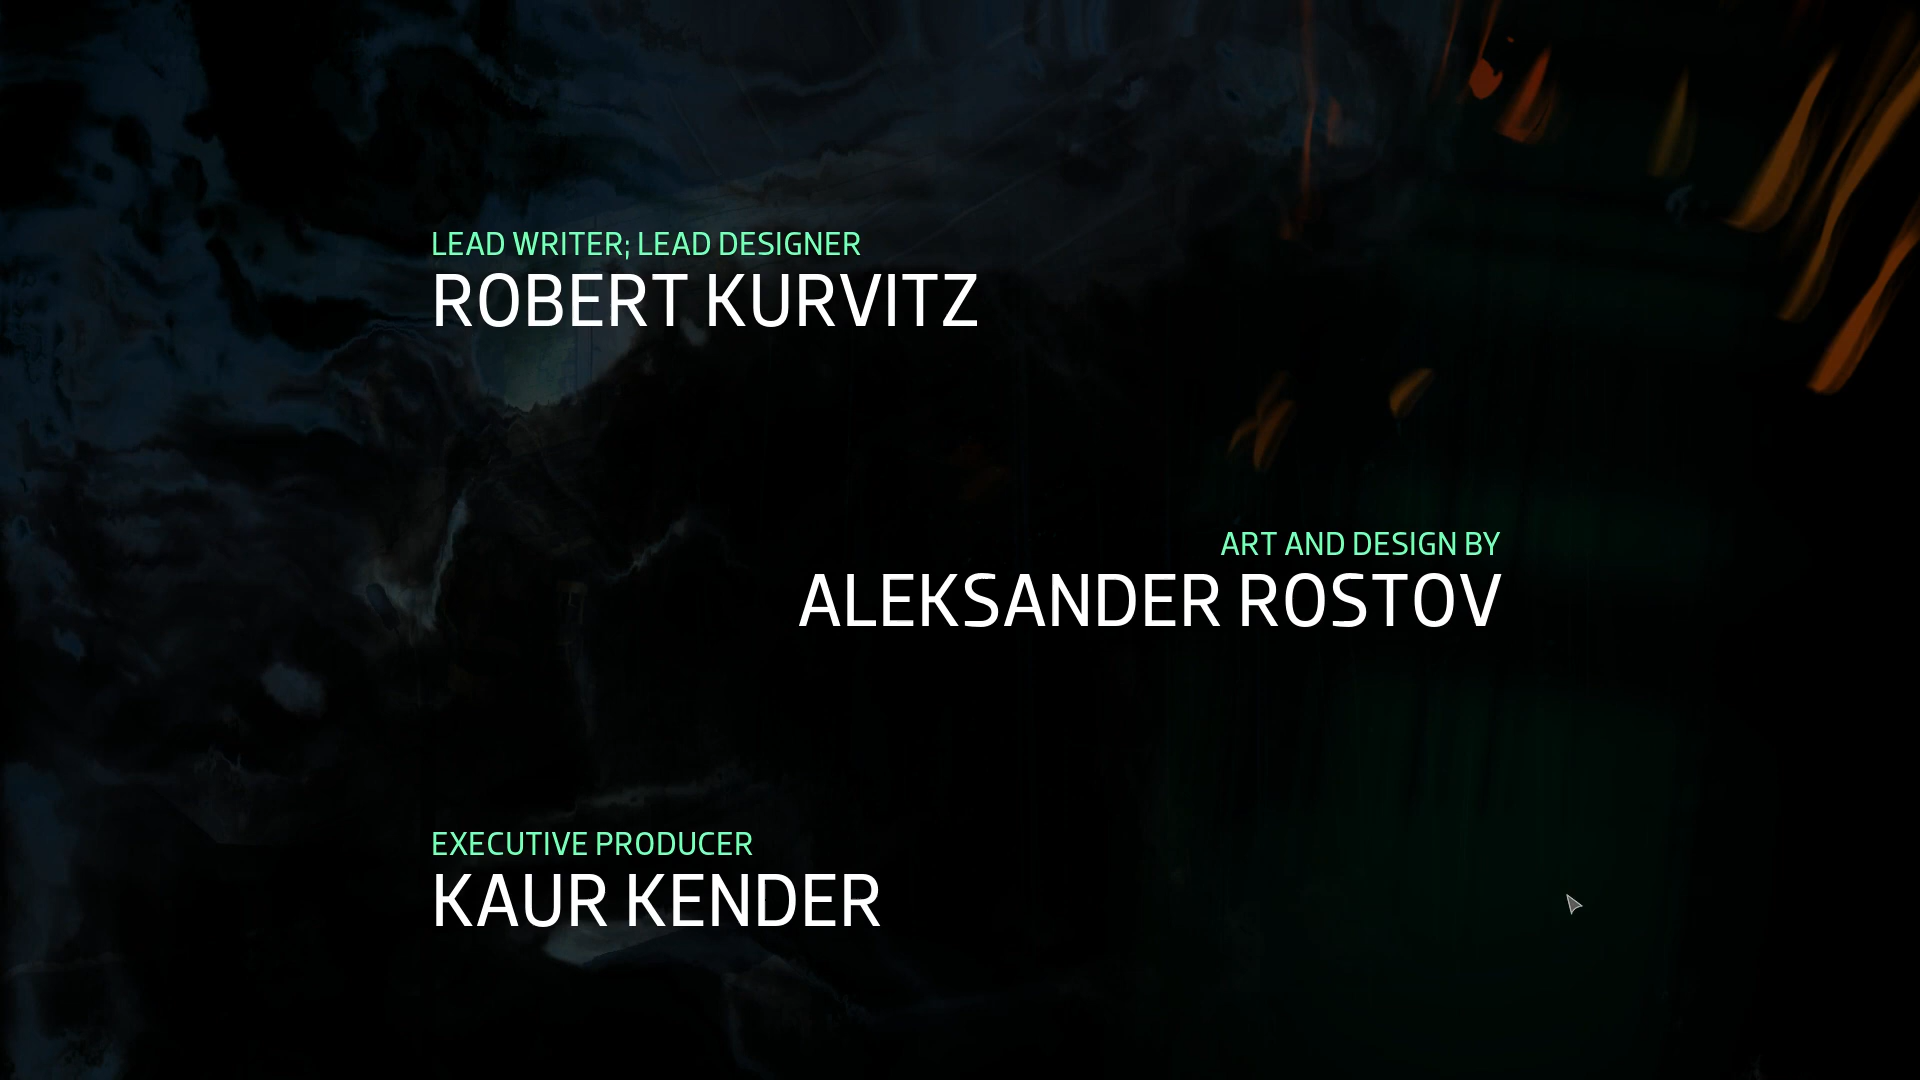 LEAD WRITER; LEAD DESIGNER
ROBERT KURVITZ
ART AND DESIGN BY
ALEKSANDER ROSTOV
EXECUTIVE PRODUCER
KAUR KENDER